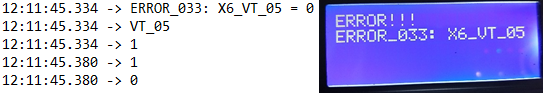 12:11:45.334 -> ERROR_033: X6_VT_05 = 0
12:11:45.334 -> VT_05
12:11:45.334 -> 1
12:11:45.380 -> 1
12:11:45.380 -> 0
ERROR!!!
ERROR_033: X6_VT_05